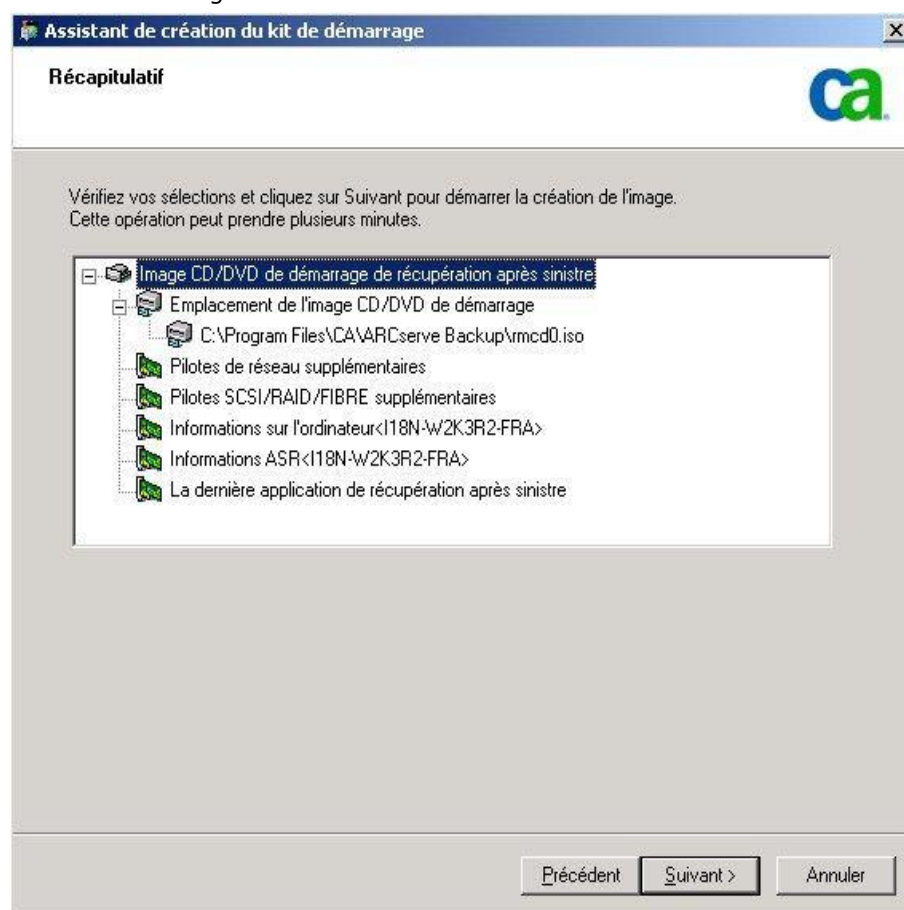 Assistant de création du kit de démarrage
Récapitulatif
ca
Vérifiez vos sélections et cliquez sur Suivant pour démarrer la création de l'image.
Cette opération peut prendre plusieurs minutes.
Image CD/DVD de démarrage de récupération après sinistre
Emplacement de l'image CD/DVD de démarrage
C:\Program Files\CA\ARCserve Backup\rmcd0.iso
Pilotes de réseau supplémentaires
Pilotes SCSI/RAID/FIBRE supplémentaires
Informations sur l'ordinateur<I18N-W2K3R2-FRA>
Informations ASR<I18N-W2K3R2-FRA>
La dernière application de récupération après sinistre
Précédent Suivant > Annuler